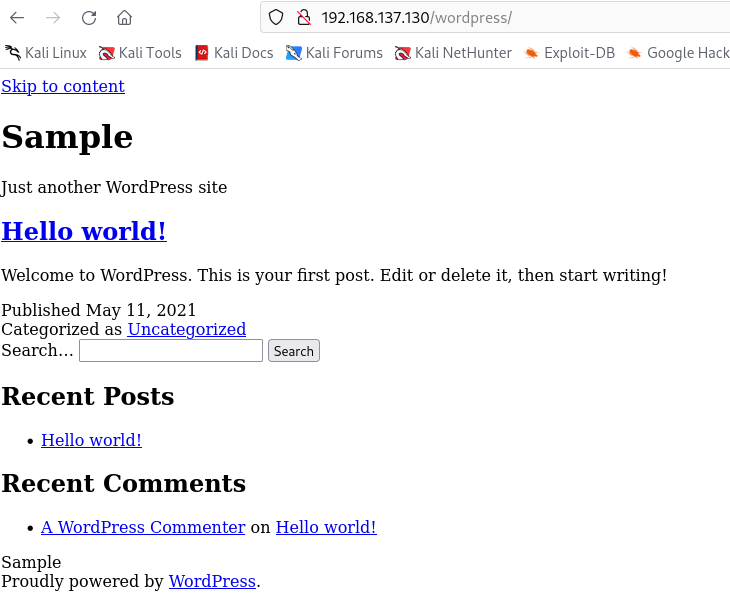 192.168.137.130/wordpress/
Kali Linux Kali Tools Kali Docs Kali Forums Kali NetHunter Exploit-DB Google Hack
Skip to content
Sample
Just another WordPress site
Hello world!
Welcome to WordPress. This is your first post. Edit or delete it, then start writing!
Published May 11, 2021
Categorized as Uncategorized
Search… Search
Recent Posts
• Hello world!
Recent Comments
• A WordPress Commenter on Hello world!
Sample
Proudly powered by WordPress.